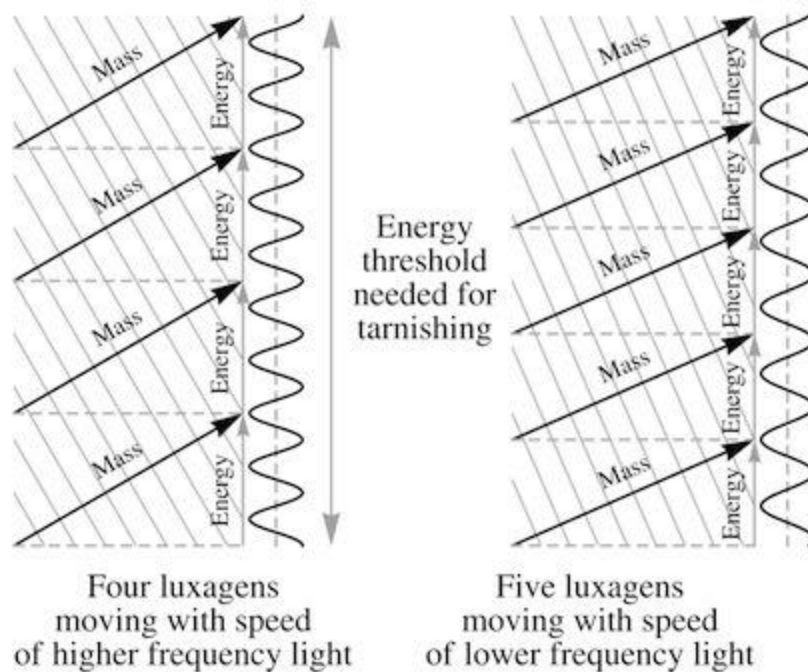 Mass
Energy
Mass
Energy
Mass
Energy
Mass
Energy
Energy
threshold
needed for
tarnishing
Mass
Energy
Mass
Energy
Mass
Energy
Mass
Energy
Mass
Energy
Four luxagens
moving with speed
of higher frequency light
Five luxagens
moving with speed
of lower frequency light